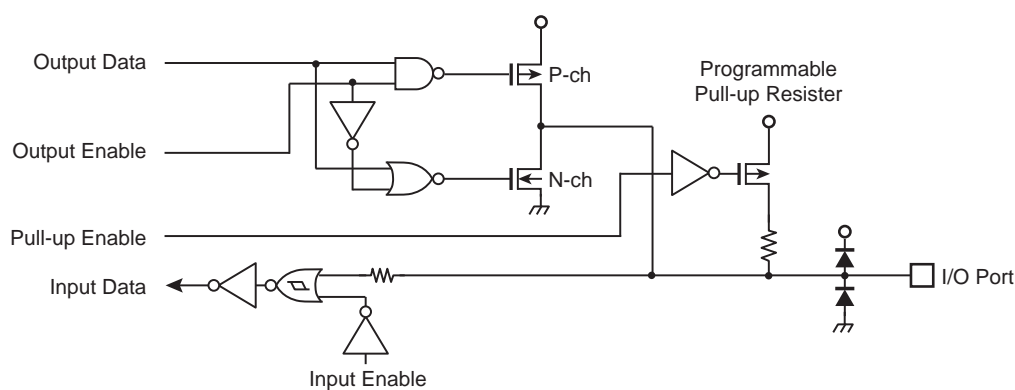 Output Data
P-ch
Programmable
Pull-up Resister
Output Enable
N-ch
Pull-up Enable
Input Data
I/O Port
Input Enable